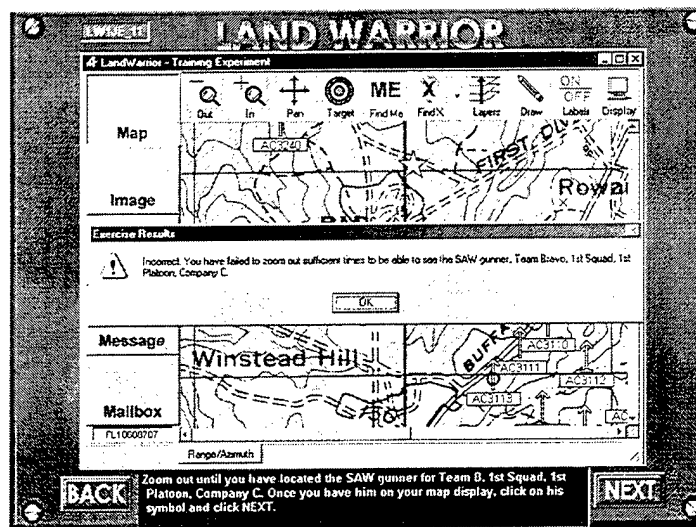 LWIJE_11
LAND WARRIOR
LandWarrior - Training Experiment
ME
ON
OFF
Out In Pan Target Find Me Find X Layers Draw Labels Display
Map
AC3240
FIRST
Image
Exercise Results
Incorrect. You have failed to zoom out sufficient times to be able to see the SAW gunner, Team Bravo, 1st Squad, 1st
Platoon, Company C.
OK
Message
Winstead Hill
BUFFA
AC3110
AC3111
AC3112
AC3113
Mailbox
Range/Azimuth
BACK
Zoom out until you have located the SAW gunner for Team B, 1st Squad, 1st
Platoon, Company C. Once you have him on your map display, click on his
symbol and click NEXT.
NEXT